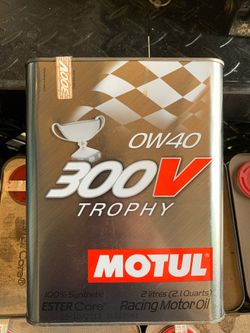 0W40
300V
TROPHY
MOTUL
100% Synthetic
2 litres (2.1 Quarts)
ESTER Core
Racing Motor Oil